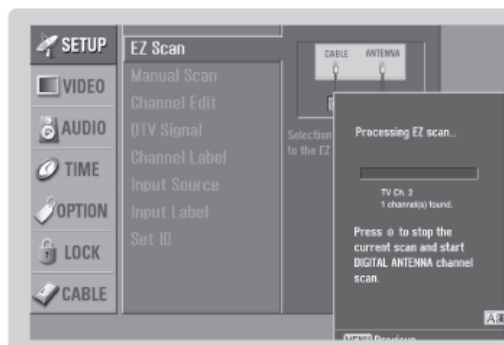 SETUP
VIDEO
AUDIO
TIME
OPTION
LOCK
CABLE
EZ Scan
Manual Scan
Channel Edit
DTV Signal
Channel Label
Input Source
Input Label
Set ID
CABLE ANTENNA
Selection
to the EZ
Processing EZ scan...
TV Ch. 2
1 channel(s) found.
Press ⊙ to stop the
current scan and start
DIGITAL ANTENNA channel
scan.
MENU Previous